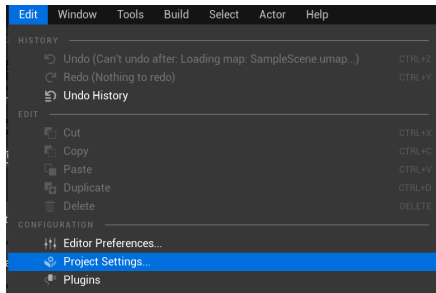 Edit Window Tools Build Select Actor Help
HISTORY
Undo (Can't undo after: Loading map: SampleScene.umap...) CTRL+Z
Redo (Nothing to redo) CTRL+Y
Undo History
EDIT
Cut CTRL+X
Copy CTRL+C
Paste CTRL+V
Duplicate CTRL+D
Delete DELETE
CONFIGURATION
Editor Preferences...
Project Settings...
Plugins